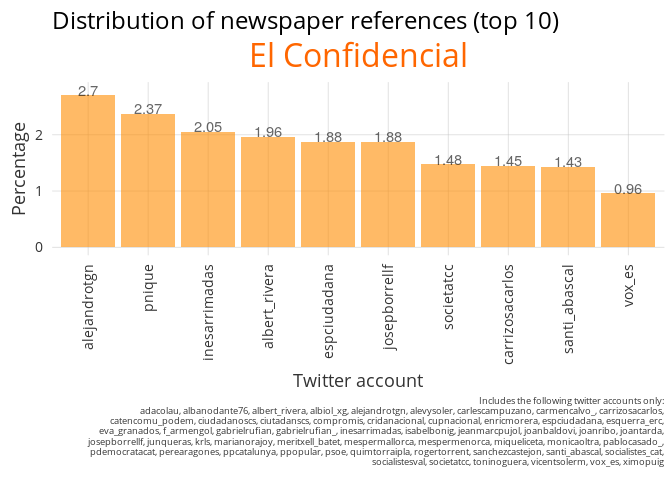 Distribution of newspaper references (top 10)
El Confidencial
Percentage
2
1
0
2.7
2.37
2.05
1.96
1.88
1.88
1.48
1.45
1.43
0.96
alejandrotgn
pnique
inesarrimadas
albert_rivera
espciudadana
josepborrellf
societatcc
carrizosacarlos
santi_abascal
vox_es
Twitter account
Includes the following twitter accounts only:
adacolau, albanodante76, albert_rivera, albiol_xg, alejandrotgn, alevysoler, carlescampuzano, carmencalvo_, carrizosacarlos,
catencomu_podem, ciutadanoscs, ciutadanscs, compromis, cridanacional, cupnacional, enricmorera, espciudadana, esquerra_erc,
eva_granados, f_armengol, gabrielrufian, gabrielrufian_, inesarrimadas, isabelbonig, jeanmarcpujol, joanbaldovi, joanribo, joantarda,
josepborrellf, junqueras, krls, marianorajoy, meritxell_batet, mespermallorca, mespermenorca, miqueliceta, monicaoltra, pablocasado_,
pdemocratacat, perearagones, ppcatalunya, ppopular, psoe, quimtorraipla, rogertorrent, sanchezcastejon, santi_abascal, socialistes_cat,
socialistesval, societatcc, toninoguera, vicentsolerm, vox_es, ximopuig